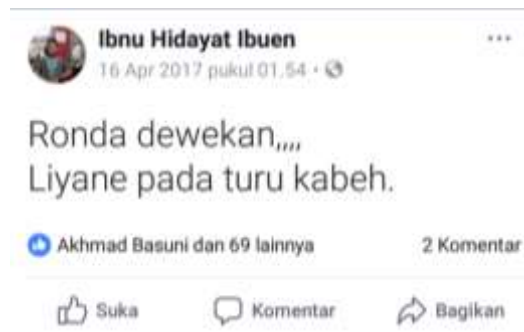 Ibnu Hidayat Ibuen
16 Apr 2017 pukul 01.54 ·
Ronda dewekan,,,,
Liyane pada turu kabeh.
Akhmad Basuni dan 69 lainnya 2 Komentar
Suka Komentar Bagikan